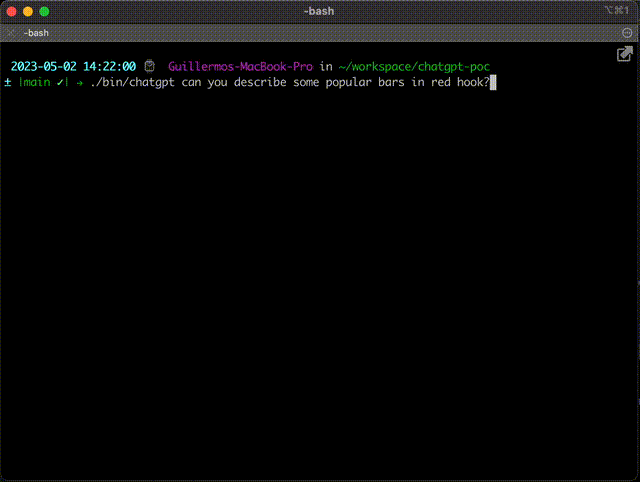 -bash
⌥⌘1
-bash
2023-05-02 14:22:00 Guillermos-MacBook-Pro in ~/workspace/chatgpt-poc
± |main ✓| → ./bin/chatgpt can you describe some popular bars in red hook?